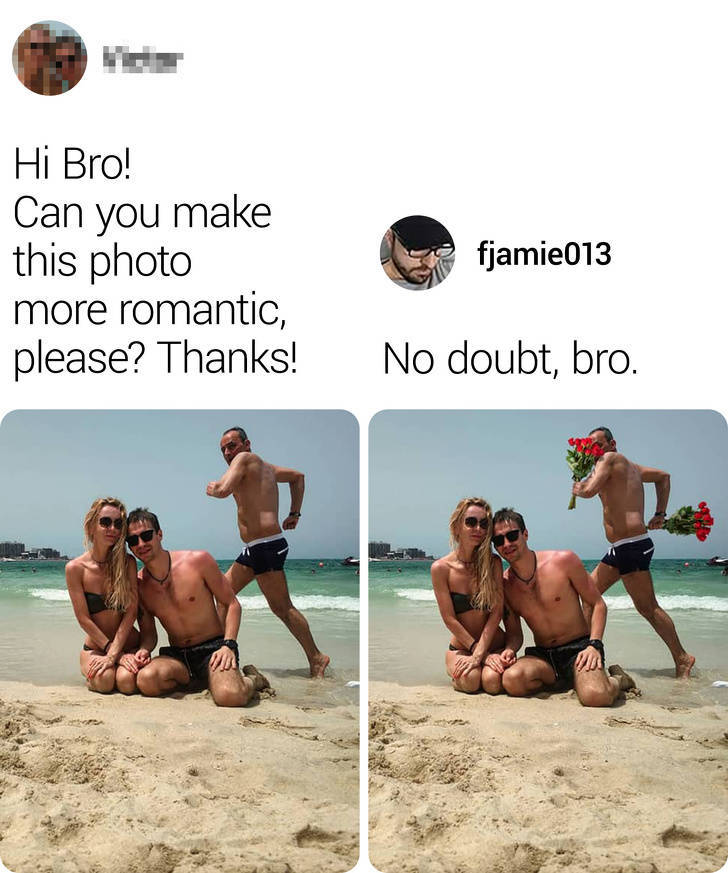 Hi Bro!
Can you make
this photo
more romantic,
please? Thanks!
fjamie013
No doubt, bro.